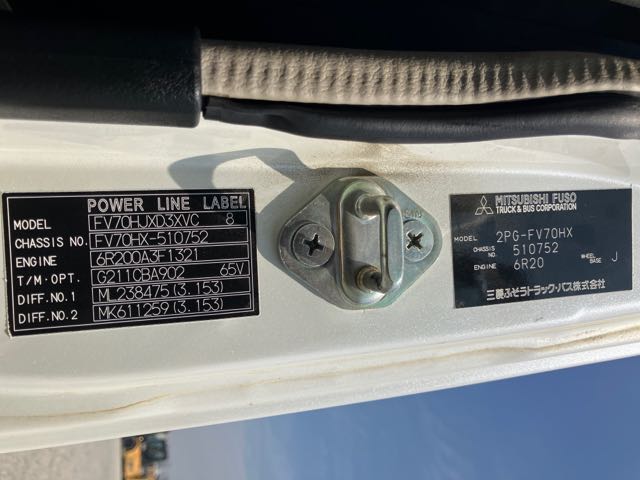 POWER LINE LABEL
MODEL FV70HJXD3XVC 8
CHASSIS NO. FV70HX-510752
ENGINE 6R200A3F1321
T/M・OPT. G211CBA902 65V
DIFF. NO.1 ML238475(3.153)
DIFF. NO.2 MK611259(3.153)
MITSUBISHI FUSO
TRUCK & BUS CORPORATION
MODEL 2PG-FV70HX
CHASSIS NO. 510752
ENGINE 6R20 WHEEL BASE J
三菱ふそうトラック・バス株式会社